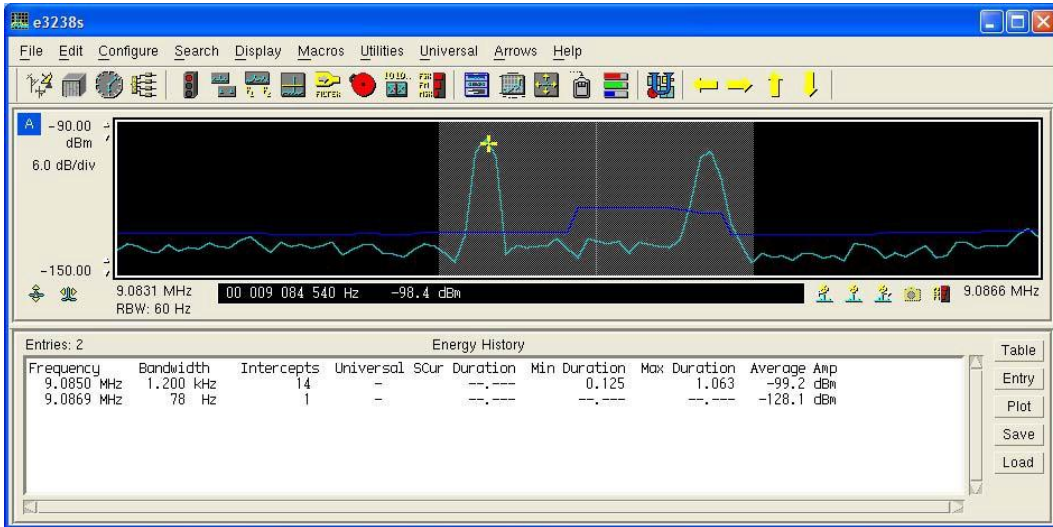 e3238s
File Edit Configure Search Display Macros Utilities Universal Arrows Help
A -90.00
dBm
6.0 dB/div
-150.00
9.0831 MHz 00 009 084 540 Hz -98.4 dBm 9.0866 MHz
RBW: 60 Hz
Entries: 2 Energy History
Frequency Bandwidth Intercepts Universal SCur Duration Min Duration Max Duration Average Amp
9.0850 MHz 1.200 kHz 14 - --.--- 0.125 1.063 -99.2 dBm
9.0869 MHz 78 Hz 1 - --.--- --.--- --.--- -128.1 dBm
Table
Entry
Plot
Save
Load